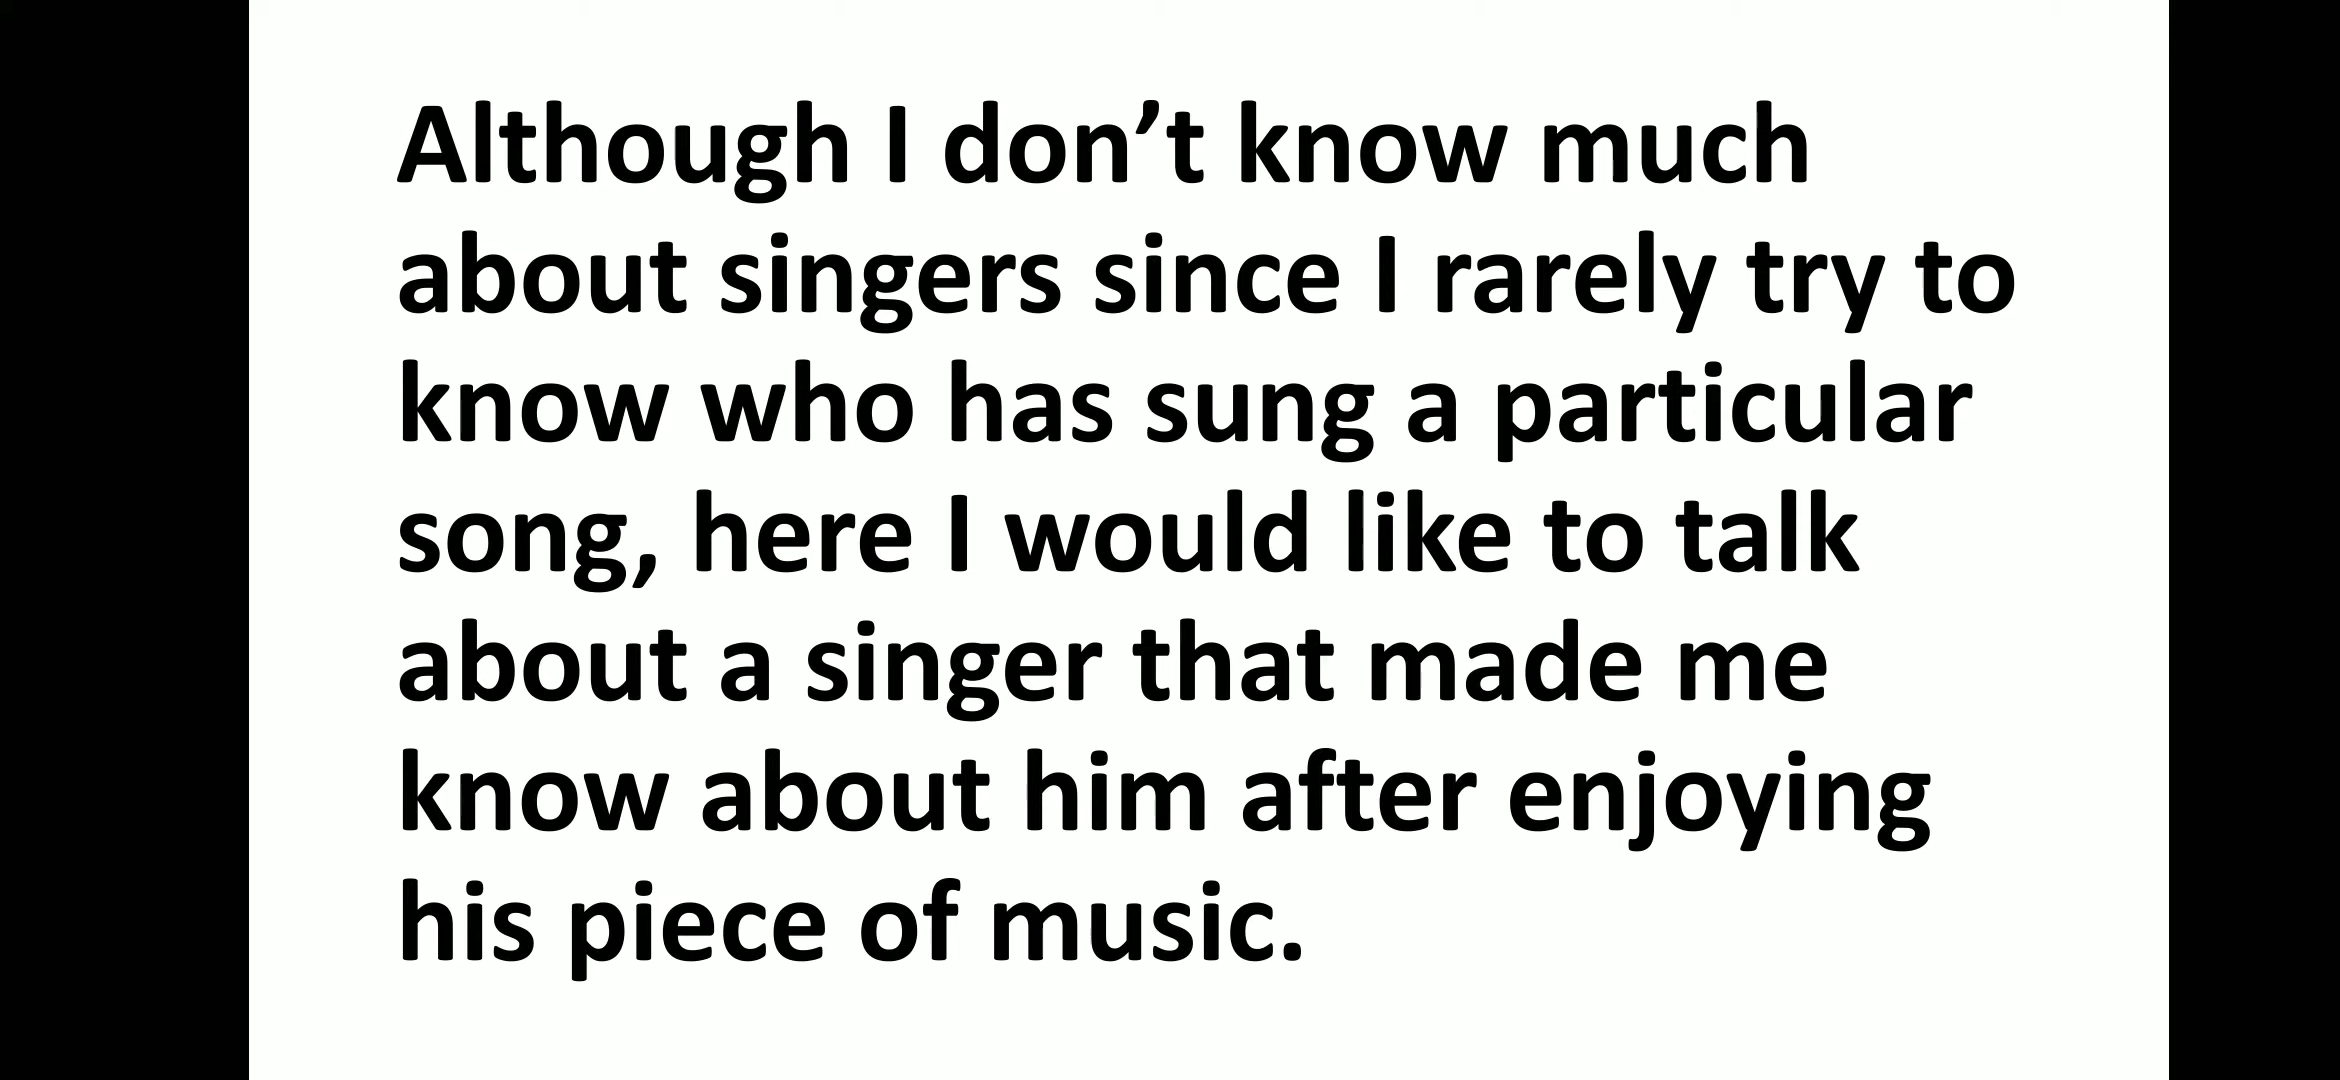 Although I don’t know much
about singers since I rarely try to
know who has sung a particular
song, here I would like to talk
about a singer that made me
know about him after enjoying
his piece of music.